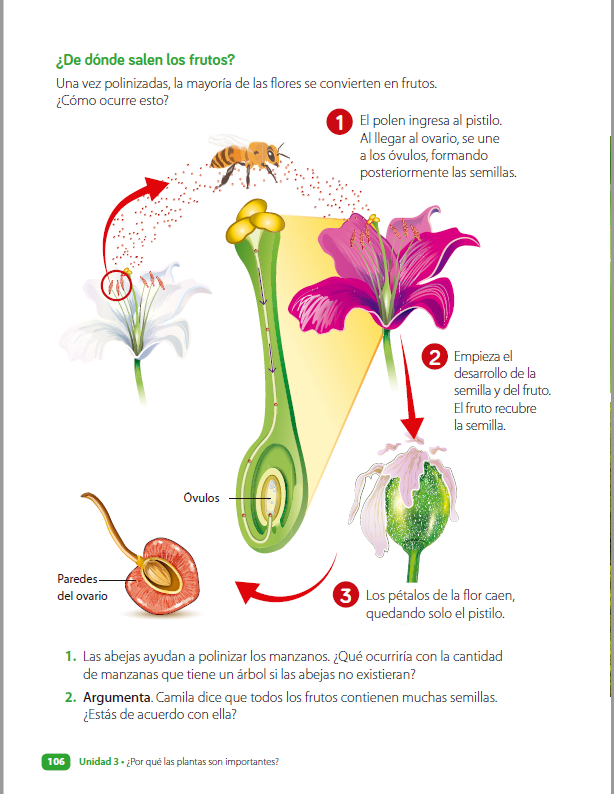 ¿De dónde salen los frutos?
Una vez polinizadas, la mayoría de las flores se convierten en frutos.
¿Cómo ocurre esto?
1 El polen ingresa al pistilo.
Al llegar al ovario, se une
a los óvulos, formando
posteriormente las semillas.
2 Empieza el
desarrollo de la
semilla y del fruto.
El fruto recubre
la semilla.
Óvulos
Paredes
del ovario
3 Los pétalos de la flor caen,
quedando solo el pistilo.
1. Las abejas ayudan a polinizar los manzanos. ¿Qué ocurriría con la cantidad
de manzanas que tiene un árbol si las abejas no existieran?
2. Argumenta. Camila dice que todos los frutos contienen muchas semillas.
¿Estás de acuerdo con ella?
106 Unidad 3 • ¿Por qué las plantas son importantes?